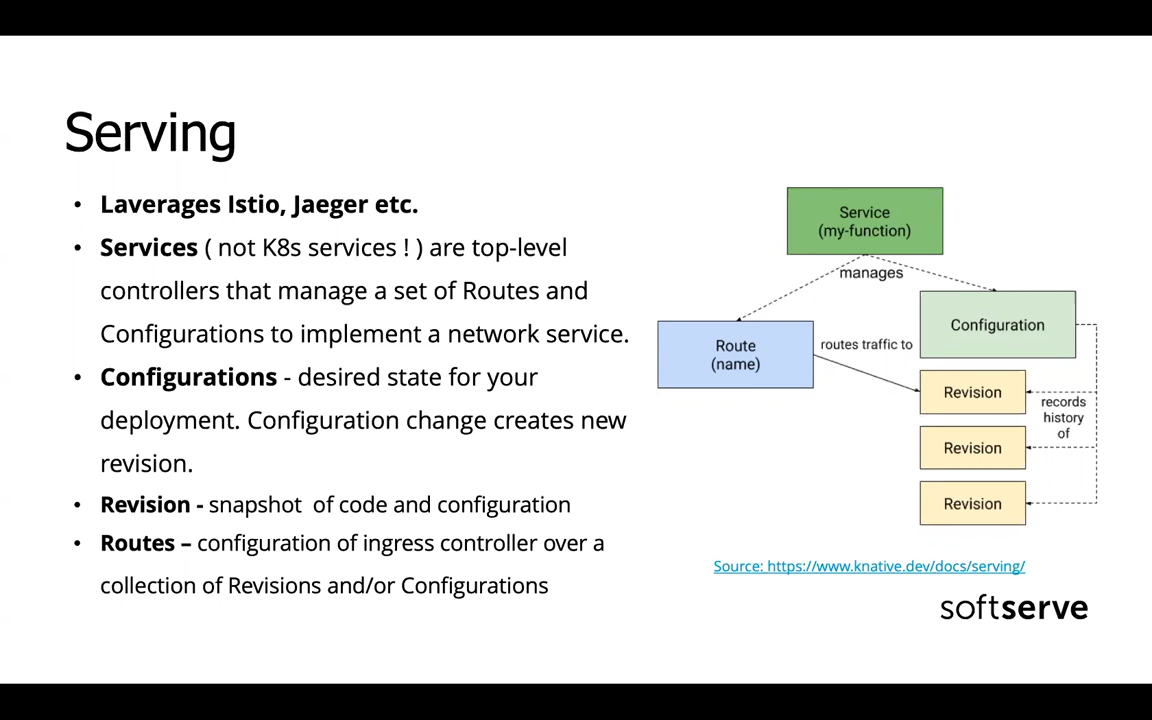 Serving
• Laverages Istio, Jaeger etc.
• Services ( not K8s services ! ) are top-level
controllers that manage a set of Routes and
Configurations to implement a network service.
• Configurations - desired state for your
deployment. Configuration change creates new
revision.
• Revision - snapshot of code and configuration
• Routes – configuration of ingress controller over a
collection of Revisions and/or Configurations
Service
(my-function)
manages
Configuration
Route
(name)
routes traffic to
Revision
records
history
of
Revision
Revision
Source: https://www.knative.dev/docs/serving/
softserve